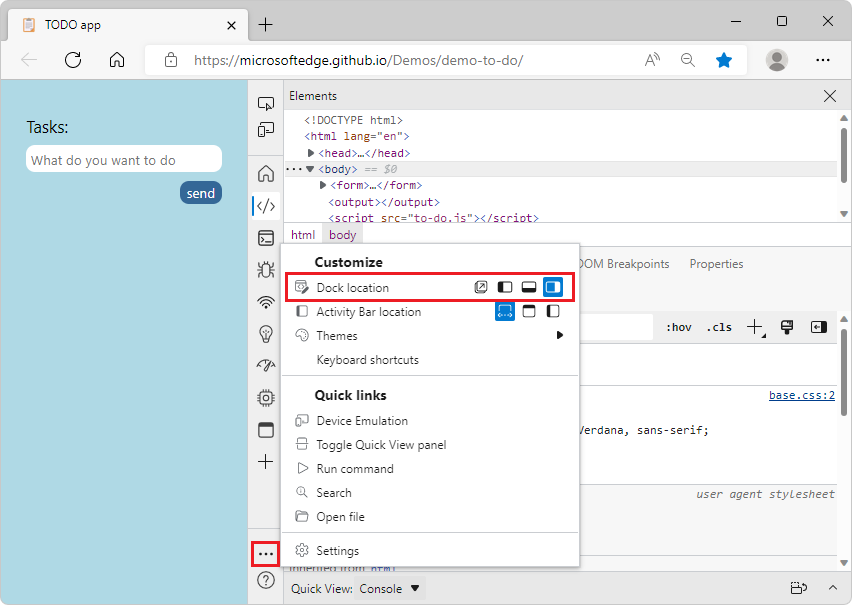 TODO app
https://microsoftedge.github.io/Demos/demo-to-do/
Tasks:
What do you want to do
send
Elements
<!DOCTYPE html>
<html lang="en">
<head>…</head>
<body> == $0
<form>…</form>
<output></output>
<script src="to-do.js"></script>
html body
Customize
Dock location
Activity Bar location
Themes
Keyboard shortcuts
Quick links
Device Emulation
Toggle Quick View panel
Run command
Search
Open file
Settings
DOM Breakpoints Properties
:hov .cls
base.css:2
Verdana, sans-serif;
user agent stylesheet
Inherited from html
Quick View: Console